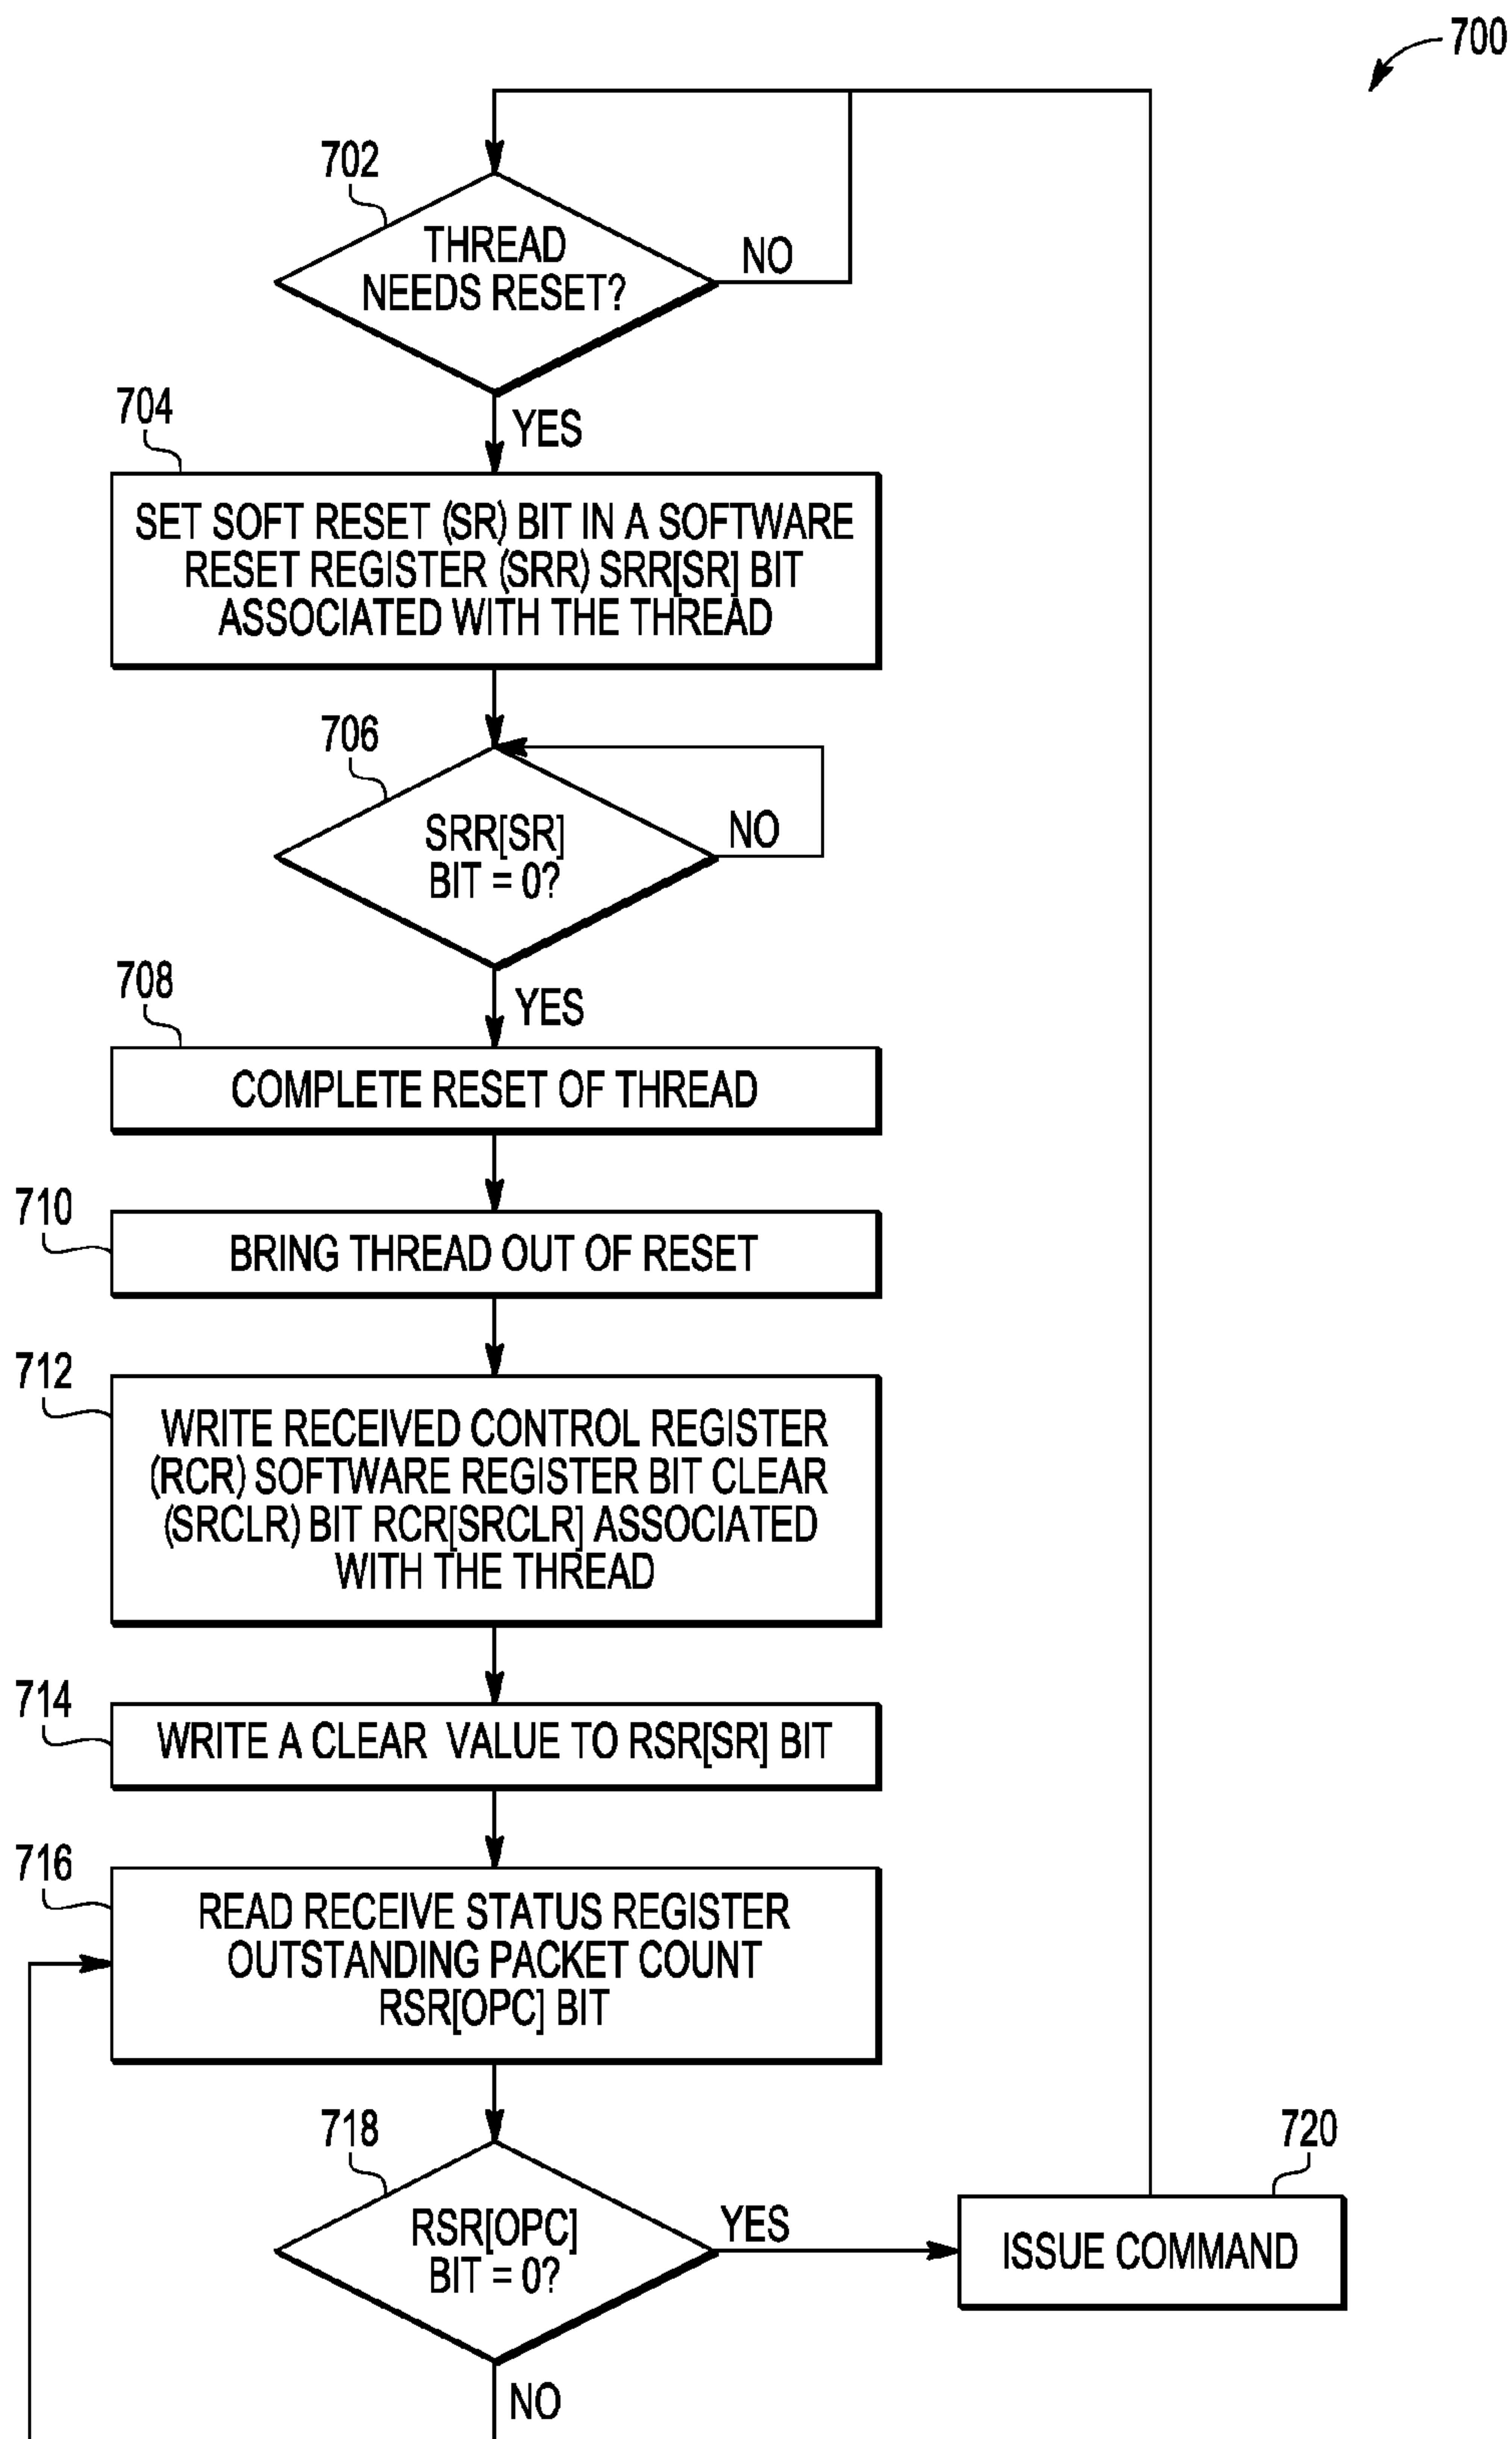 700
702
THREAD
NEEDS RESET?
NO
YES
704
SET SOFT RESET (SR) BIT IN A SOFTWARE
RESET REGISTER (SRR) SRR[SR] BIT
ASSOCIATED WITH THE THREAD
706
SRR[SR]
BIT = 0?
NO
YES
708
COMPLETE RESET OF THREAD
710
BRING THREAD OUT OF RESET
712
WRITE RECEIVED CONTROL REGISTER
(RCR) SOFTWARE REGISTER BIT CLEAR
(SRCLR) BIT RCR[SRCLR] ASSOCIATED
WITH THE THREAD
714
WRITE A CLEAR VALUE TO RSR[SR] BIT
716
READ RECEIVE STATUS REGISTER
OUTSTANDING PACKET COUNT
RSR[OPC] BIT
718
RSR[OPC]
BIT = 0?
YES
NO
720
ISSUE COMMAND